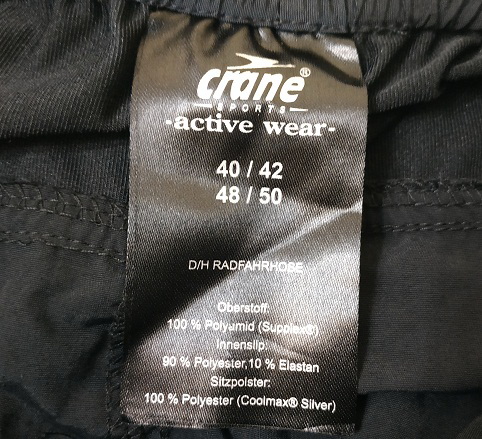 crane®
SPORTS
-active wear-
40 / 42
48 / 50
D/H RADFAHRHOSE
Oberstoff:
100 % Polyamid (Supplex®)
Innenslip:
90 % Polyester,10 % Elastan
Sitzpolster:
100 % Polyester (Coolmax® Silver)